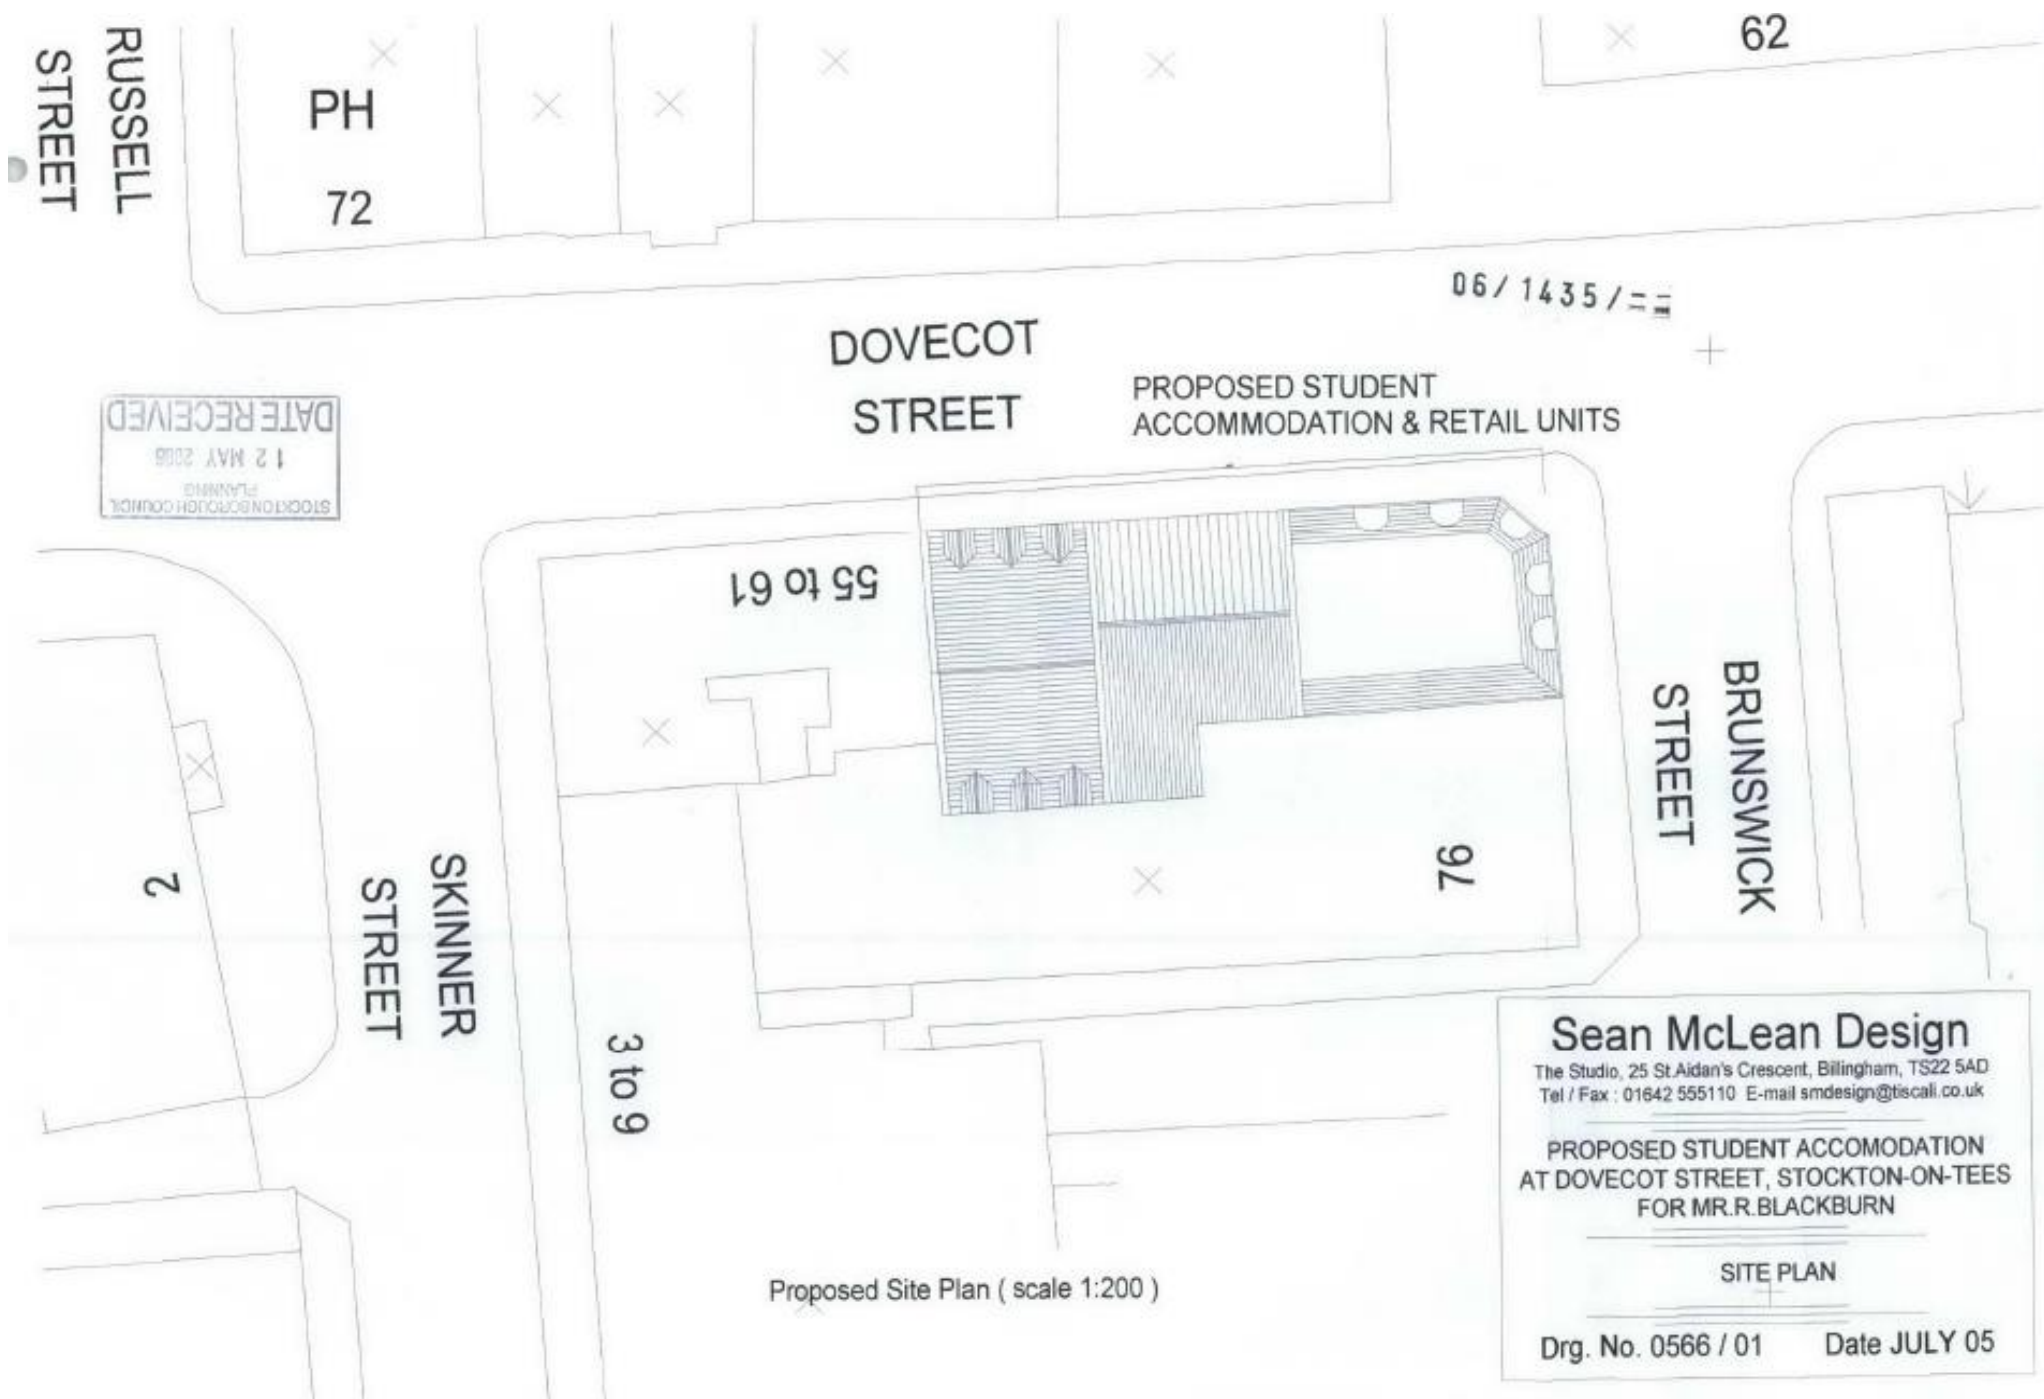 RUSSELL
STREET
PH
72
62
06/1435/==
DOVECOT
STREET
PROPOSED STUDENT
ACCOMMODATION & RETAIL UNITS
STOCKTON BOROUGH COUNCIL
PLANNING
12 MAY 2006
DATE RECEIVED
55 to 61
2
SKINNER
STREET
3 to 9
76
BRUNSWICK
STREET
Proposed Site Plan ( scale 1:200 )
Sean McLean Design
The Studio, 25 St.Aidan's Crescent, Billingham, TS22 5AD
Tel / Fax : 01642 555110 E-mail smdesign@tiscali.co.uk
PROPOSED STUDENT ACCOMODATION
AT DOVECOT STREET, STOCKTON-ON-TEES
FOR MR.R.BLACKBURN
SITE PLAN
Drg. No. 0566 / 01 Date JULY 05